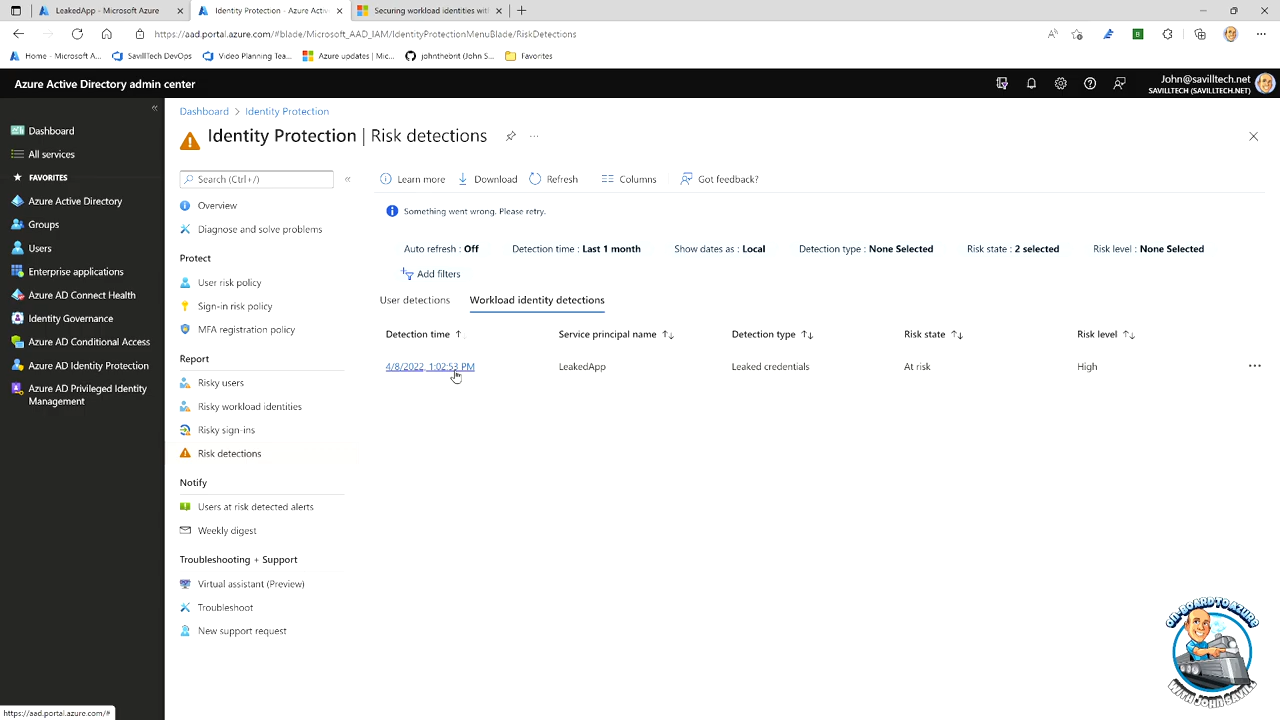 LeakedApp - Microsoft Azure
Identity Protection - Azure Activ
Securing workload identities with
https://aad.portal.azure.com/#blade/Microsoft_AAD_IAM/IdentityProtectionMenuBlade/RiskDetections
Home - Microsoft A...
SavillTech DevOps
Video Planning Tea...
Azure updates | Mic...
johnthebrit (John S...
Favorites
Azure Active Directory admin center
John@savilltech.net
SAVILLTECH (SAVILLTECH.NET)
Dashboard
All services
FAVORITES
Azure Active Directory
Groups
Users
Enterprise applications
Azure AD Connect Health
Identity Governance
Azure AD Conditional Access
Azure AD Identity Protection
Azure AD Privileged Identity
Management
Dashboard > Identity Protection
Identity Protection | Risk detections
Search (Ctrl+/)
Overview
Diagnose and solve problems
Protect
User risk policy
Sign-in risk policy
MFA registration policy
Report
Risky users
Risky workload identities
Risky sign-ins
Risk detections
Notify
Users at risk detected alerts
Weekly digest
Troubleshooting + Support
Virtual assistant (Preview)
Troubleshoot
New support request
Learn more
Download
Refresh
Columns
Got feedback?
Something went wrong. Please retry.
Auto refresh : Off
Detection time : Last 1 month
Show dates as : Local
Detection type : None Selected
Risk state : 2 selected
Risk level : None Selected
Add filters
User detections
Workload identity detections
Detection time
Service principal name
Detection type
Risk state
Risk level
4/8/2022, 1:02:53 PM
LeakedApp
Leaked credentials
At risk
High
ON-BOARD TO AZURE
WITH JOHN SAVILL
https://aad.portal.azure.com/#